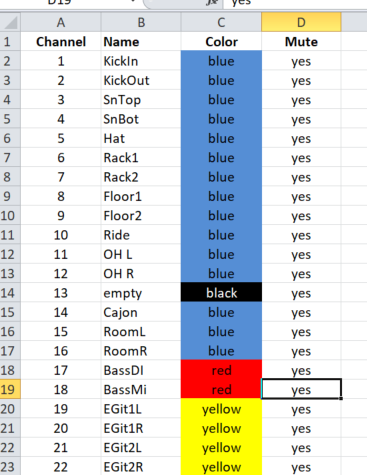 D19 fx yes
A B C D
1 Channel Name Color Mute
2 1 KickIn blue yes
3 2 KickOut blue yes
4 3 SnTop blue yes
5 4 SnBot blue yes
6 5 Hat blue yes
7 6 Rack1 blue yes
8 7 Rack2 blue yes
9 8 Floor1 blue yes
10 9 Floor2 blue yes
11 10 Ride blue yes
12 11 OH L blue yes
13 12 OH R blue yes
14 13 empty black yes
15 14 Cajon blue yes
16 15 RoomL blue yes
17 16 RoomR blue yes
18 17 BassDI red yes
19 18 BassMi red yes
20 19 EGit1L yellow yes
21 20 EGit1R yellow yes
22 21 EGit2L yellow yes
23 22 EGit2R yellow yes